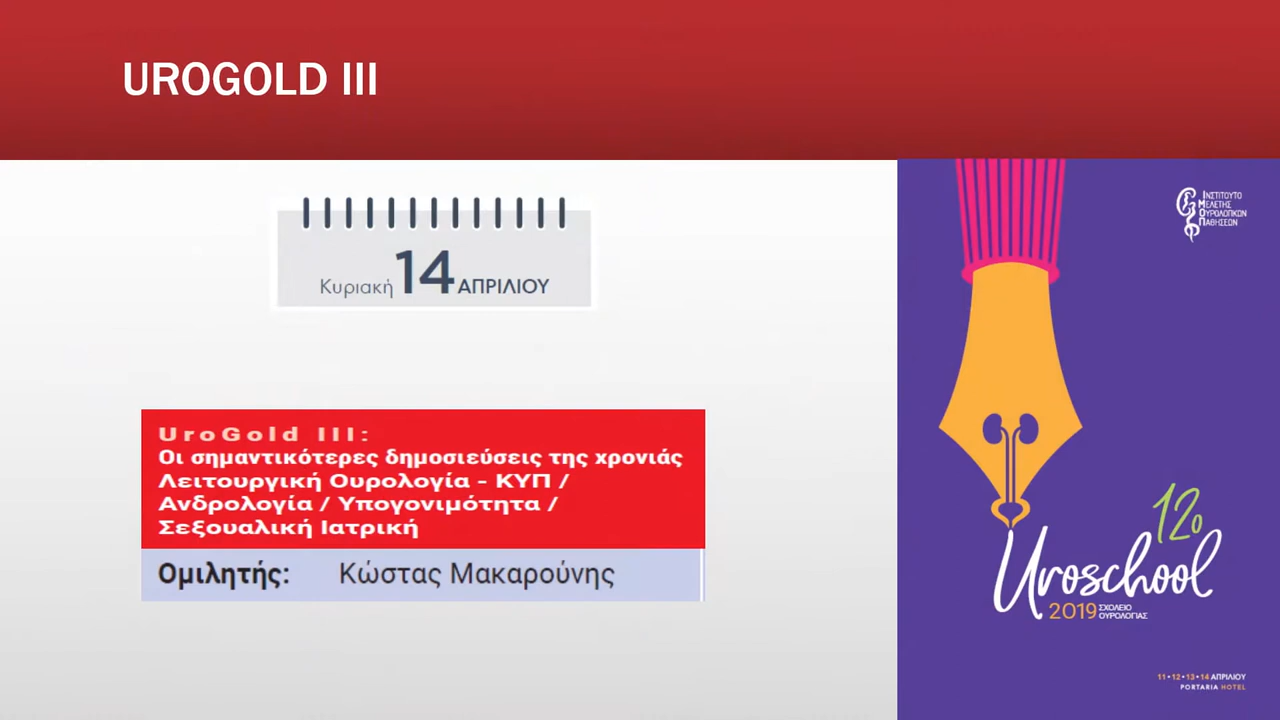 UROGOLD III
Κυριακή 14 ΑΠΡΙΛΙΟΥ
UroGold III:
Οι σημαντικότερες δημοσιεύσεις της χρονιάς
Λειτουργική Ουρολογία - ΚΥΠ /
Ανδρολογία / Υπογονιμότητα /
Σεξουαλική Ιατρική
Ομιλητής: Κώστας Μακαρούνης
ΙΝΣΤΙΤΟΥΤΟ
ΜΕΛΕΤΗΣ
ΟΥΡΟΛΟΓΙΚΩΝ
ΠΑΘΗΣΕΩΝ
12ο
Uroschool
2019 ΣΧΟΛΕΙΟ
ΟΥΡΟΛΟΓΙΑΣ
11•12•13•14 ΑΠΡΙΛΙΟΥ
PORTARIA HOTEL